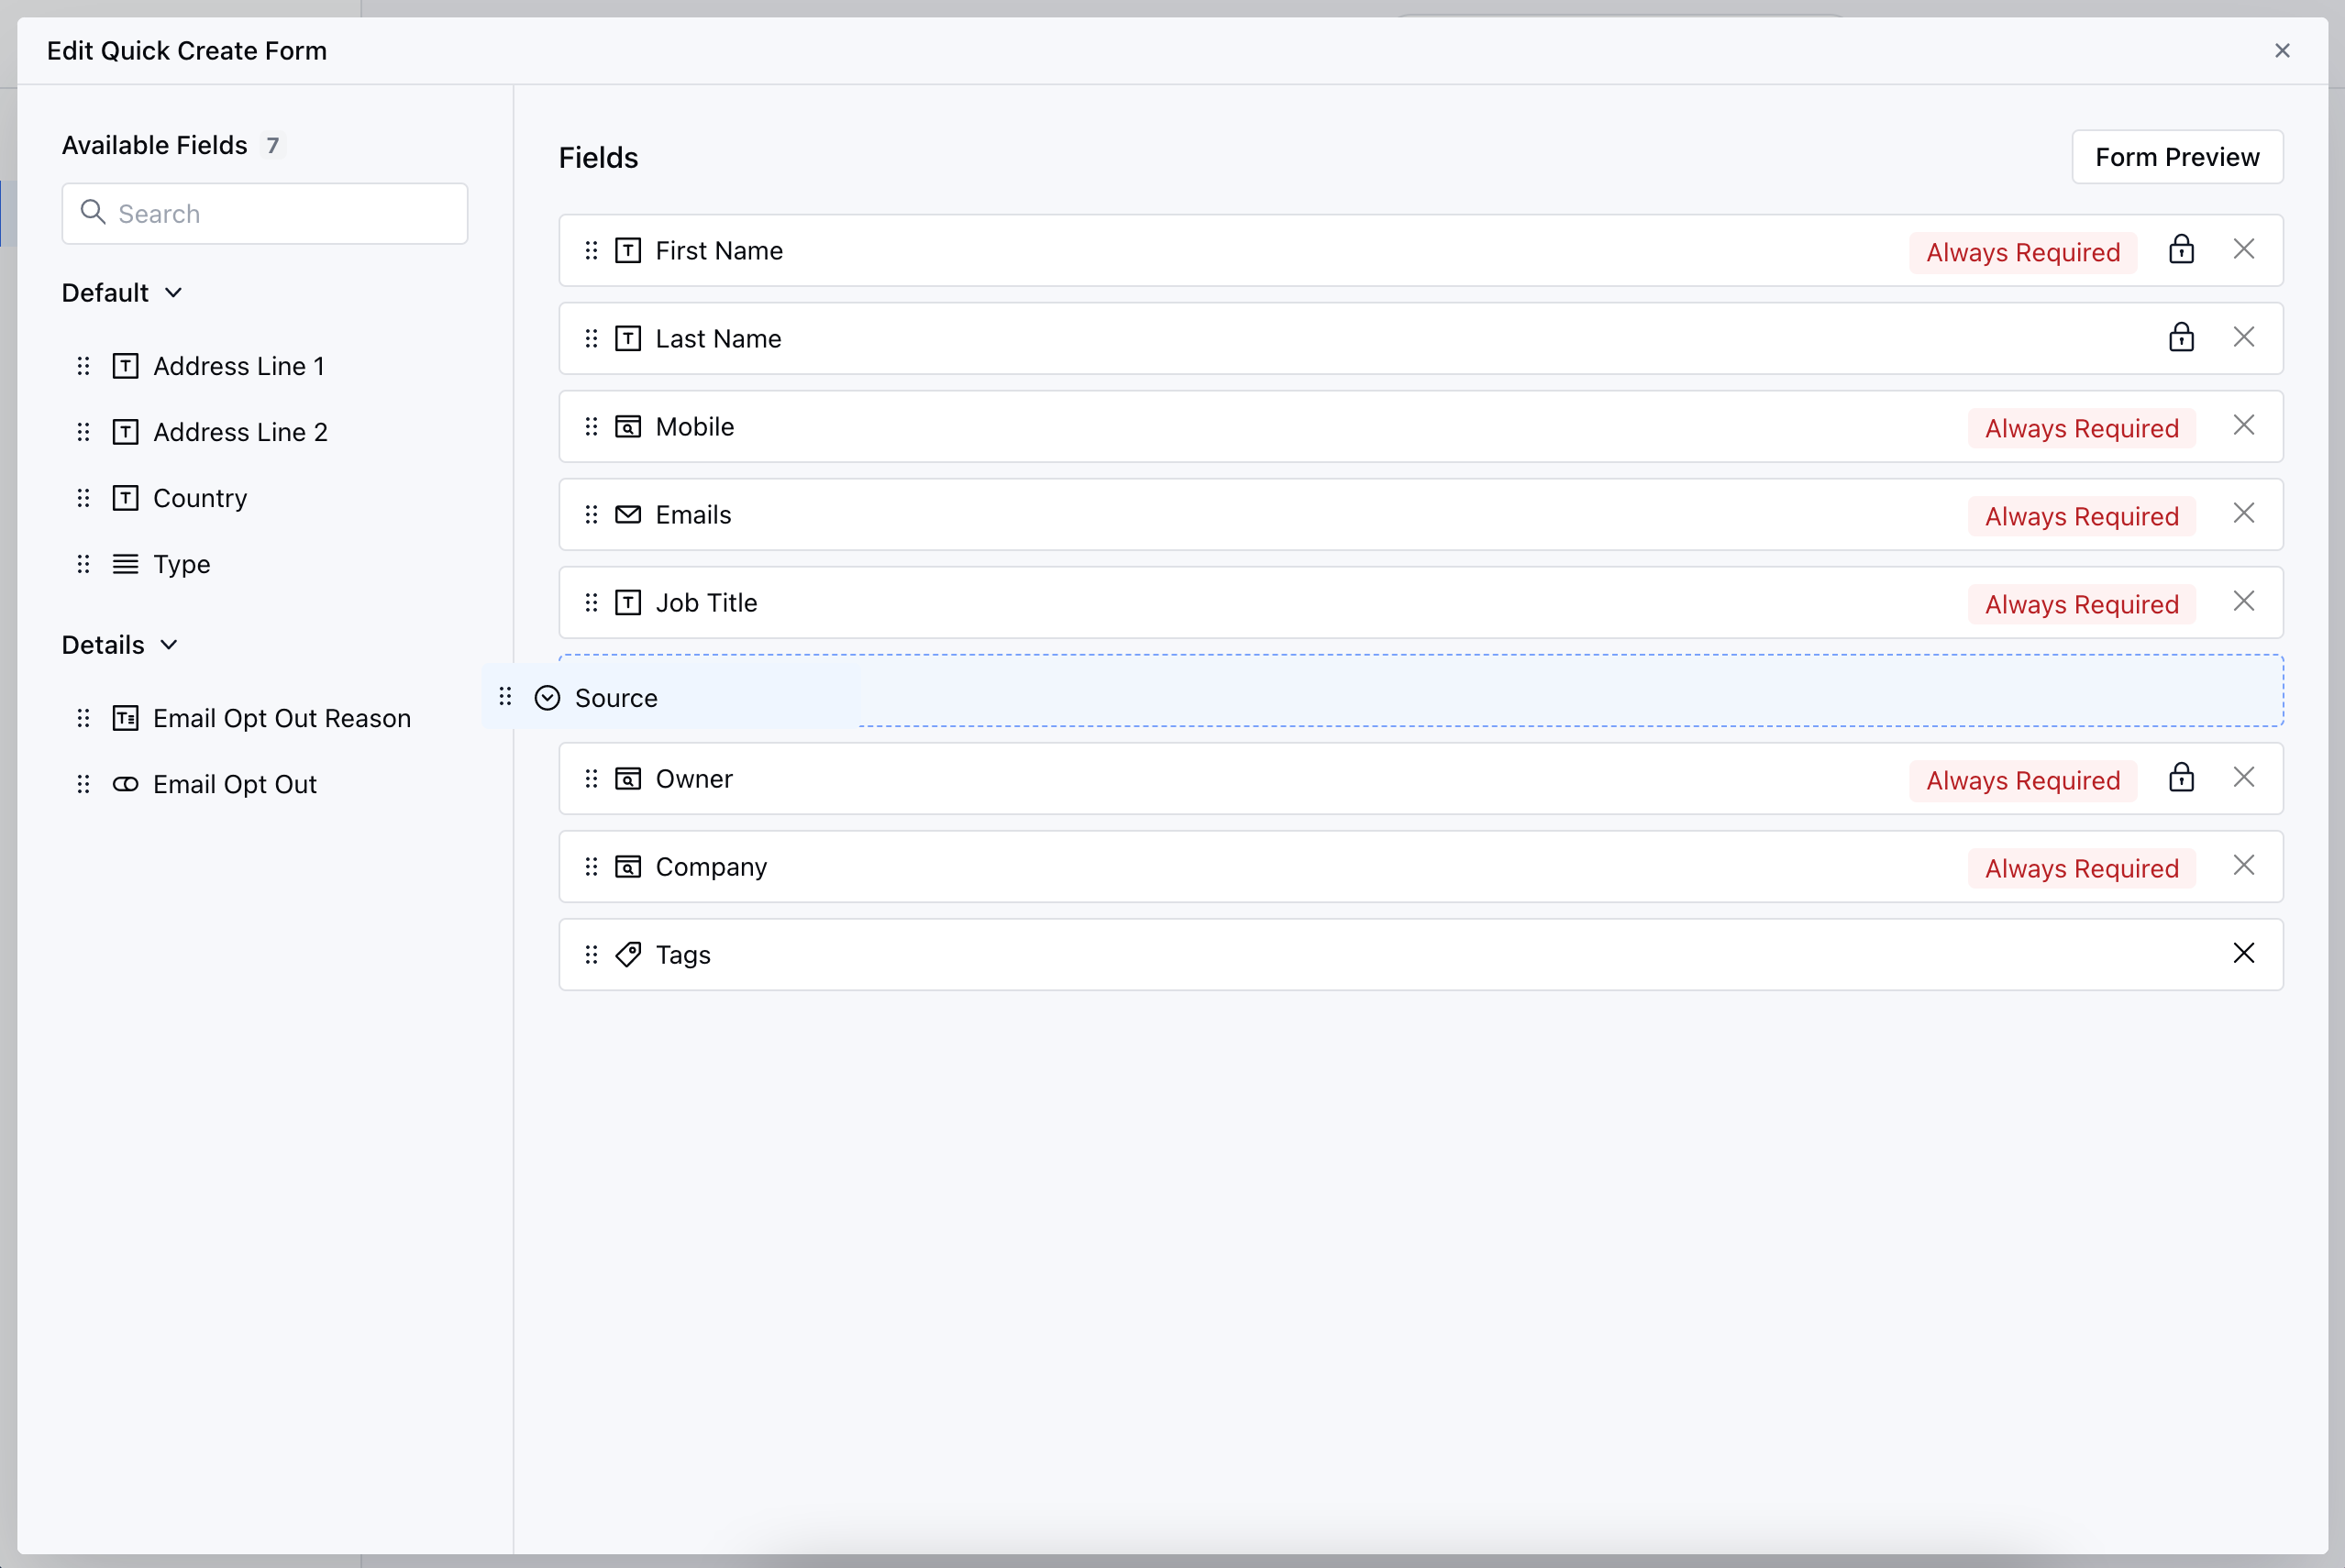 Edit Quick Create Form
Available Fields 7
Search
Default
Address Line 1
Address Line 2
Country
Type
Details
Email Opt Out Reason
Email Opt Out
Fields
Form Preview
First Name Always Required
Last Name
Mobile Always Required
Emails Always Required
Job Title Always Required
Source
Owner Always Required
Company Always Required
Tags